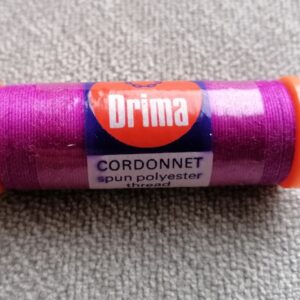 Drima
CORDONNET
spun polyester
thread